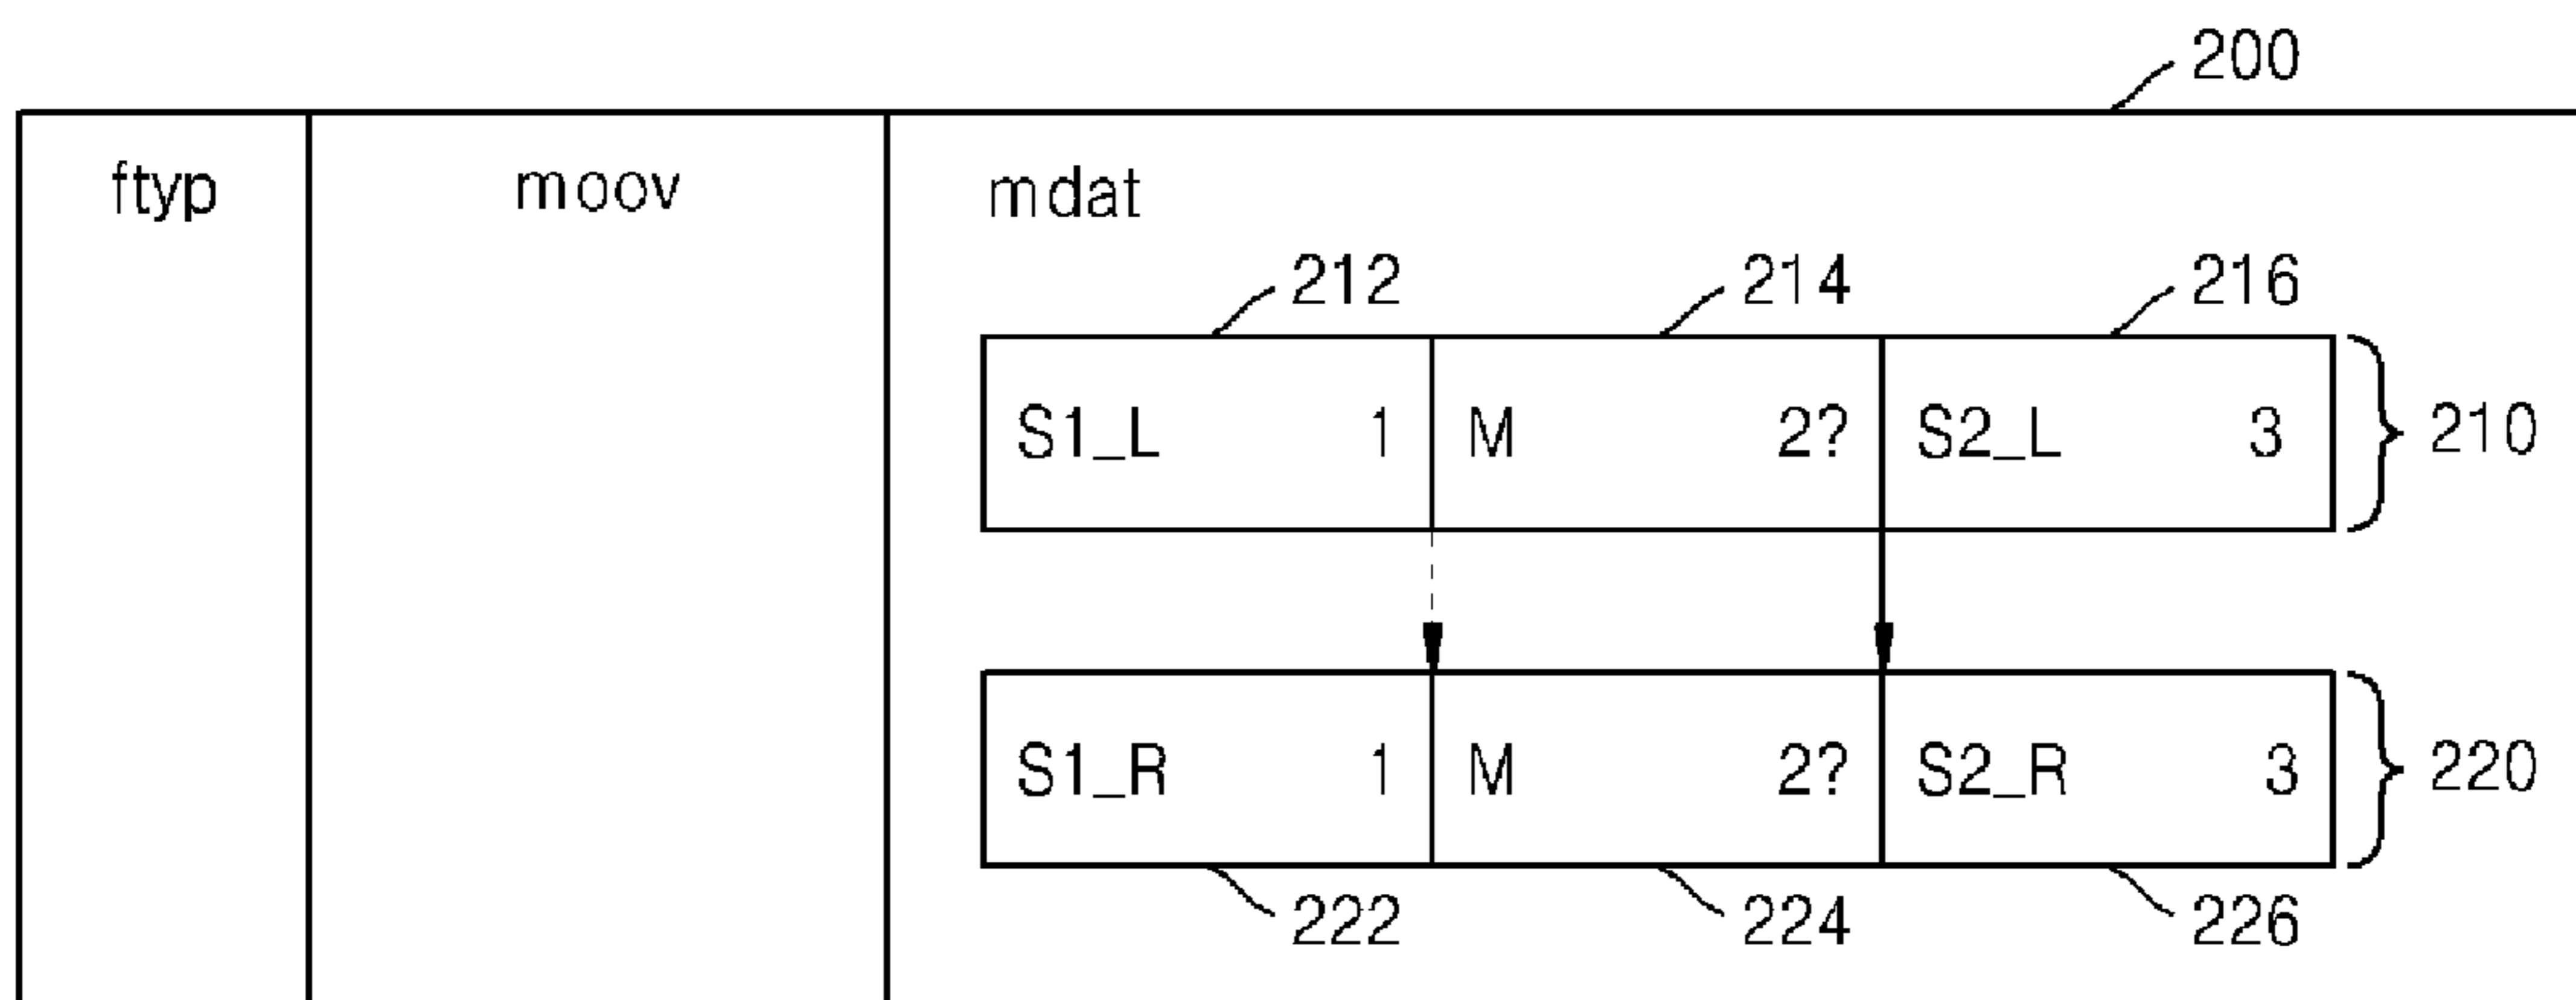 200
ftyp moov mdat
212 214 216
S1_L 1 M 2? S2_L 3 210
S1_R 1 M 2? S2_R 3 220
222 224 226